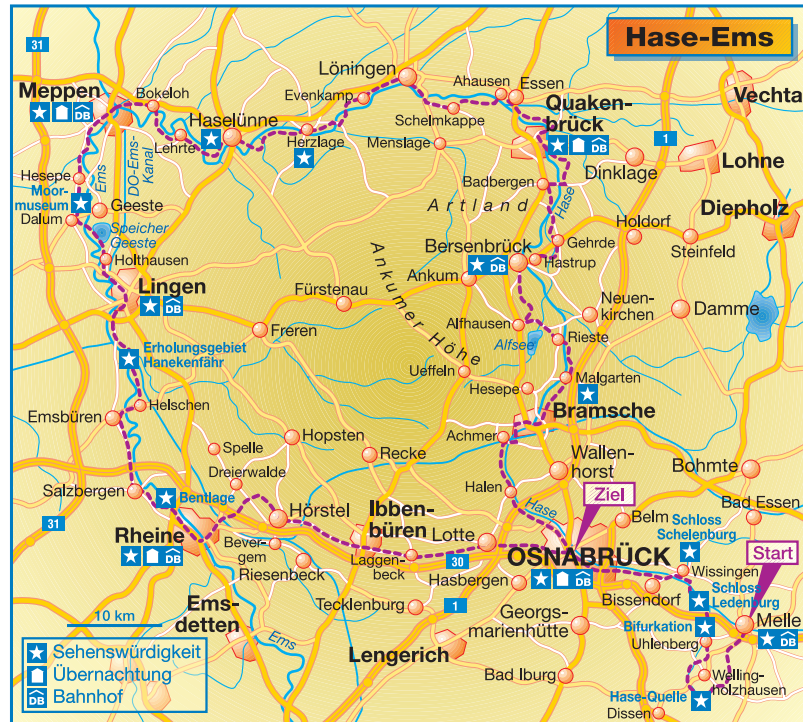 Hase-Ems
31
Meppen
DB
Bokeloh
Löningen
Evenkamp
Ahausen
Essen
Schelmkappe
Quaken-
brück
DB
Vechta
1
Haselünne
Herzlage
Menslage
Lehrte
Dinklage
Lohne
Hesepe
Ems
DO-Ems-
Kanal
Moor-
museum
Geeste
Dalum
Speicher
Geeste
Holthausen
Badbergen
Artland
Hase
Diepholz
Holdorf
Gehrde
Steinfeld
Bersenbrück
DB
Hastrup
Ankum
Ankumer Höhe
Lingen
DB
Fürstenau
Freren
Neuen-
kirchen
Damme
Alfhausen
Alfsee
Rieste
Erholungsgebiet
Hanekenfähr
Ueffeln
Hesepe
Malgarten
Bramsche
Emsbüren
Helschen
Spelle
Hopsten
Recke
Achmer
Wallen-
horst
Bohmte
Dreierwalde
Salzbergen
Bentlage
Halen
Hase
Ziel
Bad Essen
31
Rheine
DB
Hörstel
Ibben-
büren
Belm
Schloss
Schelenburg
Start
Bever-
gern
Riesenbeck
Laggen-
beck
Lotte
30
OSNABRÜCK
DB
Wissingen
Hasbergen
Bissendorf
Schloss
Ledenburg
10 km
Ems-
detten
Tecklenburg
1
Georgs-
marienhütte
Bifurkation
Uhlenberg
Melle
DB
Ems
Lengerich
Bad Iburg
Welling-
holzhausen
Hase-Quelle
Dissen
Sehenswürdigkeit
Übernachtung
DB Bahnhof